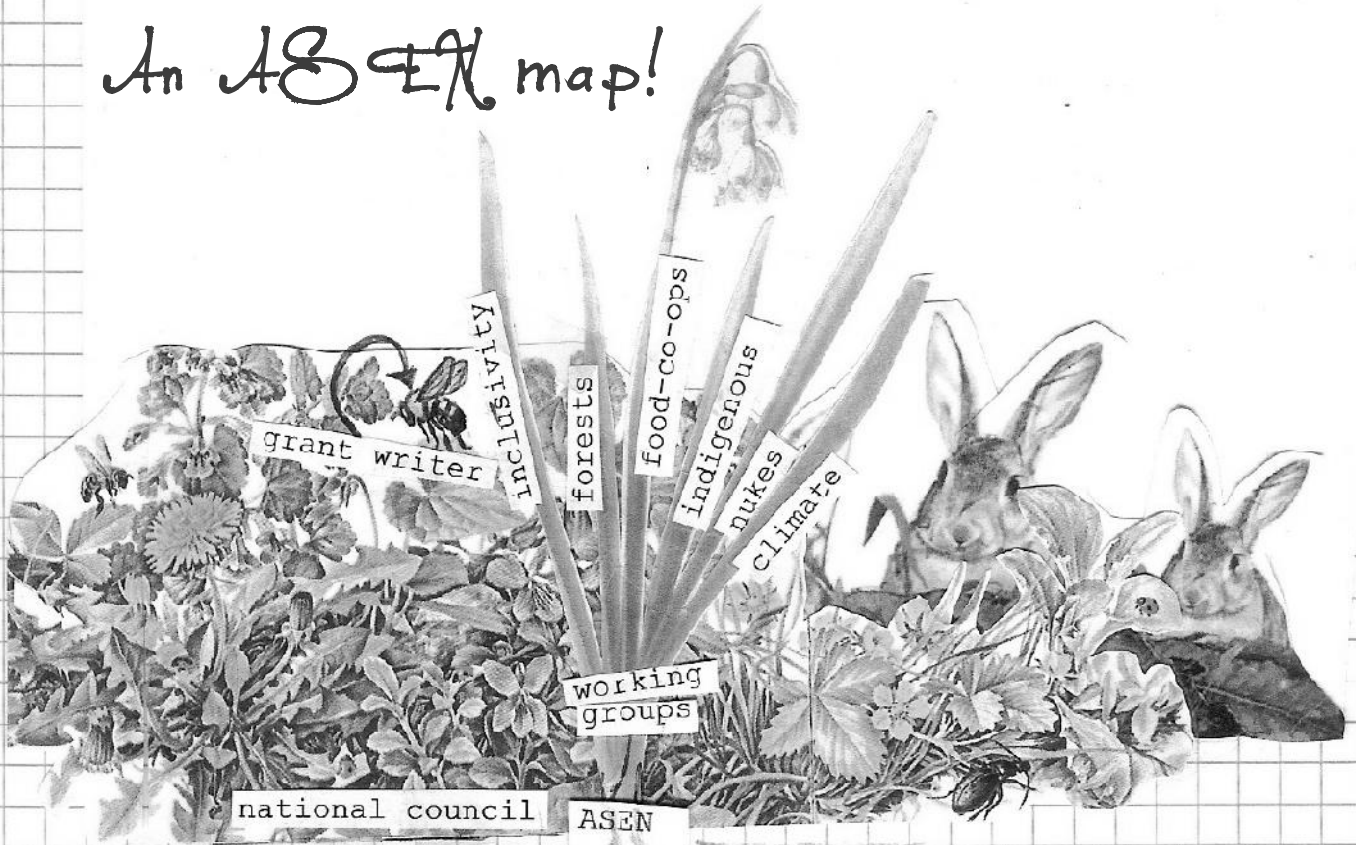 An ASEN map!
inclusivity
forests
food-co-ops
indigenous
nukes
climate
grant writer
working
groups
national council
ASEN